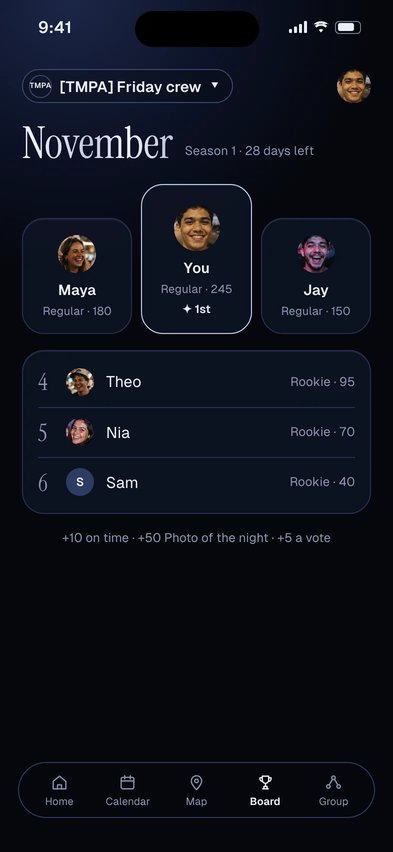 9:41
TMPA [TMPA] Friday crew ▼
November Season 1 · 28 days left
Maya
Regular · 180
You
Regular · 245
✦ 1st
Jay
Regular · 150
4 Theo Rookie · 95
5 Nia Rookie · 70
6 S Sam Rookie · 40
+10 on time · +50 Photo of the night · +5 a vote
Home Calendar Map Board Group